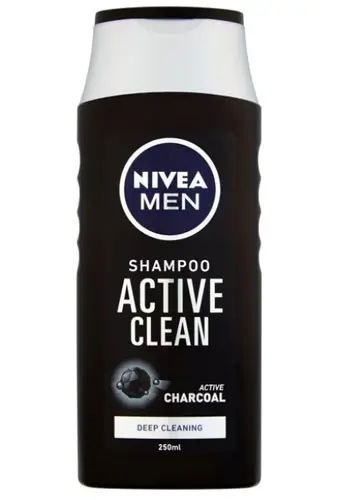 NIVEA
MEN
SHAMPOO
ACTIVE
CLEAN
ACTIVE
CHARCOAL
DEEP CLEANING
250ml